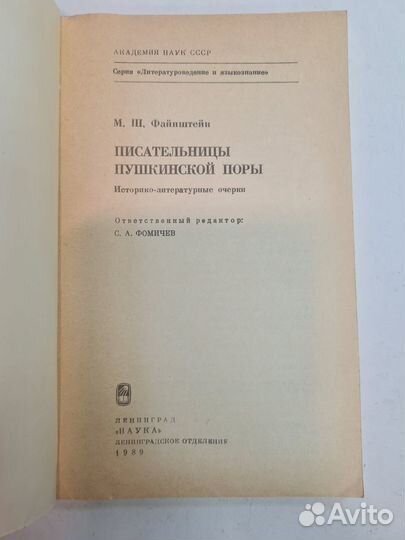 АКАДЕМИЯ НАУК СССР
Серия «Литературоведение и языкознание»
М. Ш. Файнштейн
ПИСАТЕЛЬНИЦЫ
ПУШКИНСКОЙ ПОРЫ
Историко-литературные очерки
Ответственный редактор:
С. А. ФОМИЧЕВ
ЛЕНИНГРАД
«НАУКА»
ЛЕНИНГРАДСКОЕ ОТДЕЛЕНИЕ
1989
Avito